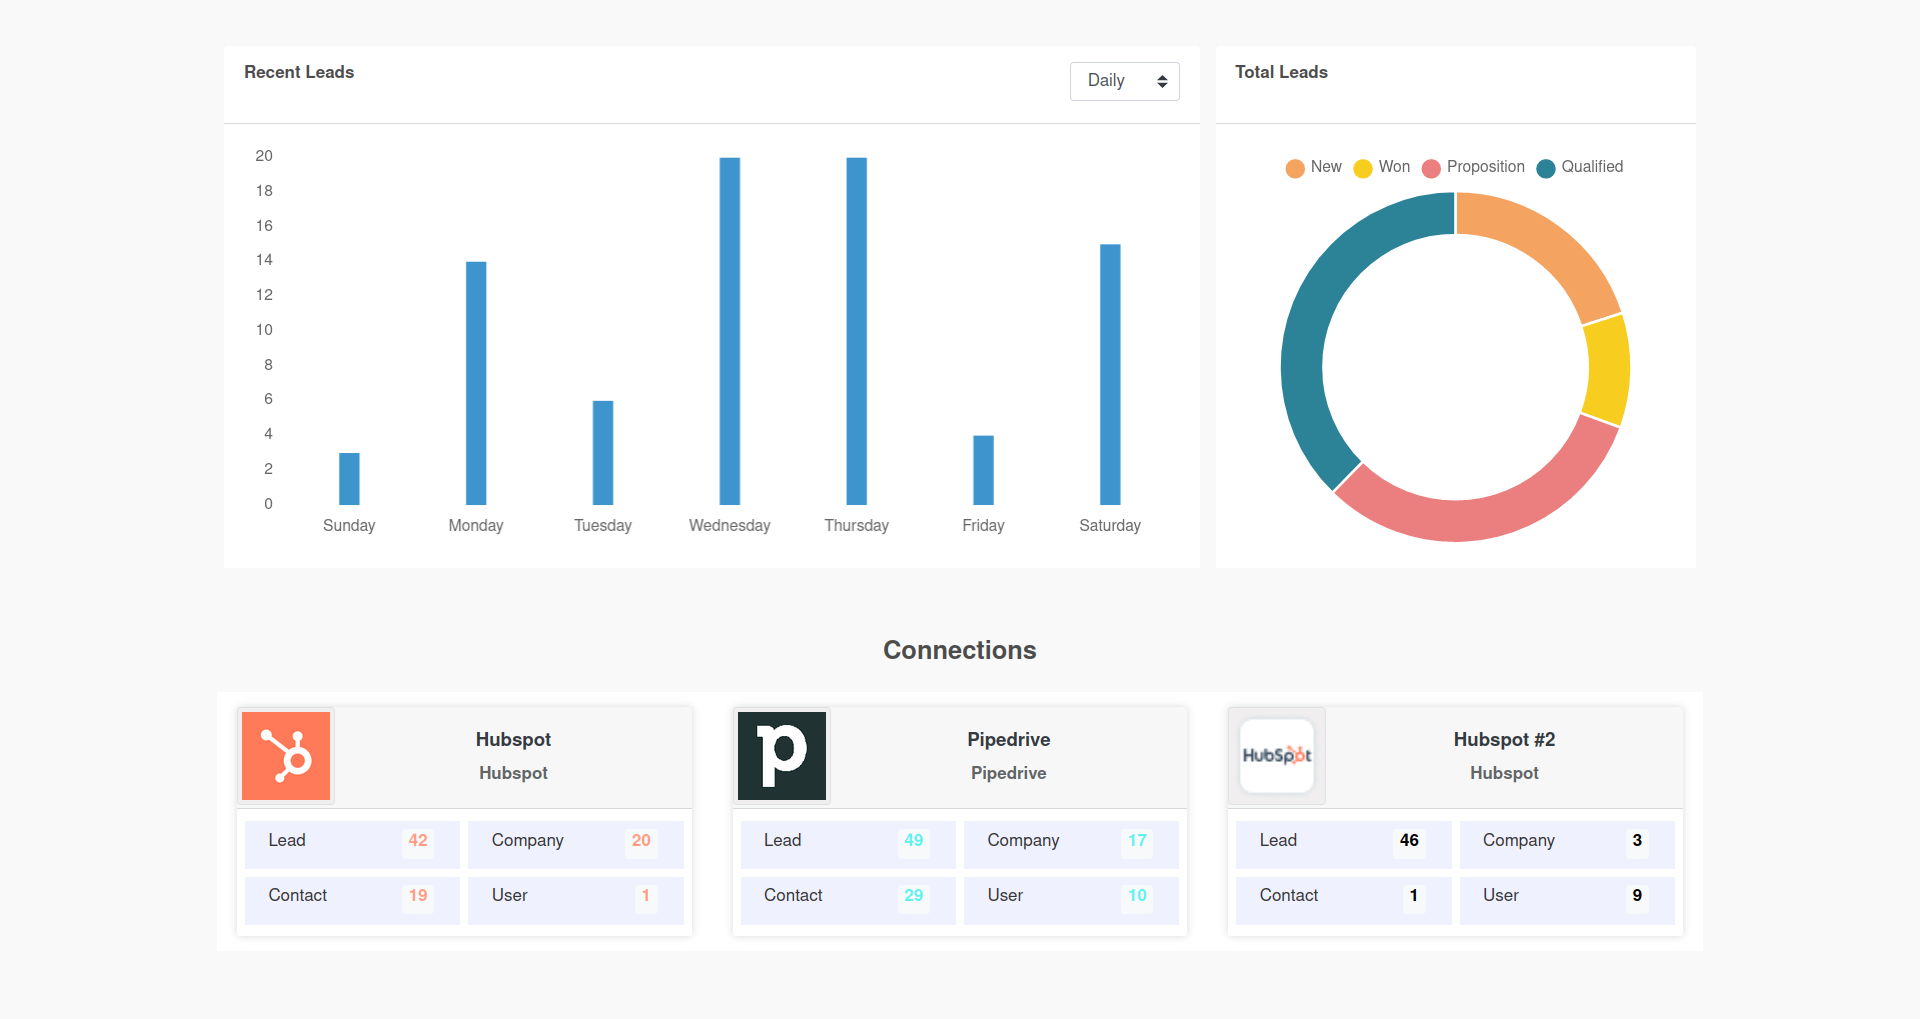 Recent Leads
Daily
Total Leads
20
18
16
14
12
10
8
6
4
2
0
Sunday Monday Tuesday Wednesday Thursday Friday Saturday
New Won Proposition Qualified
Connections
Hubspot
Hubspot
Lead 42 Company 20
Contact 19 User 1
p
Pipedrive
Pipedrive
Lead 49 Company 17
Contact 29 User 10
HubSpot
Hubspot #2
Hubspot
Lead 46 Company 3
Contact 1 User 9